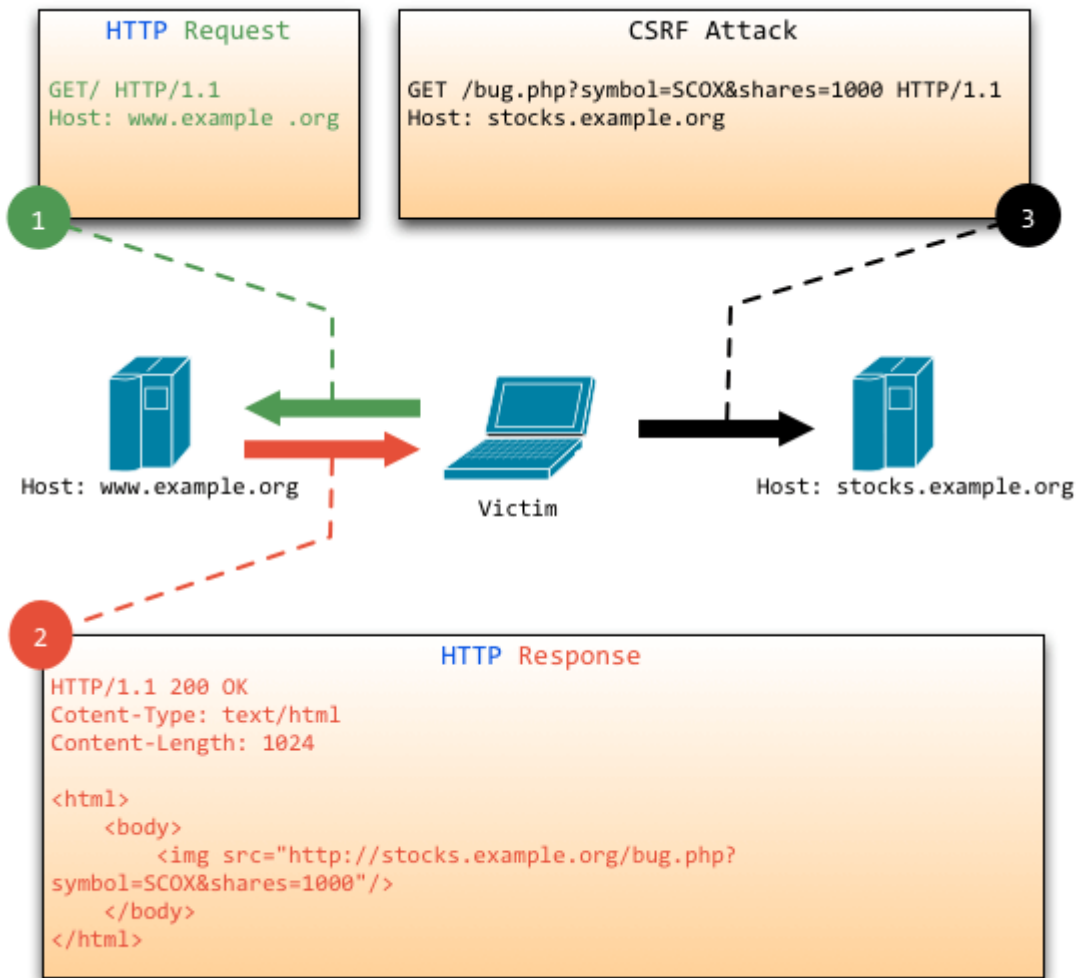 HTTP Request
GET/ HTTP/1.1
Host: www.example .org
1
CSRF Attack
GET /bug.php?symbol=SCOX&shares=1000 HTTP/1.1
Host: stocks.example.org
3
Host: www.example.org
Victim
Host: stocks.example.org
2
HTTP Response
HTTP/1.1 200 OK
Cotent-Type: text/html
Content-Length: 1024
<html>
<body>
<img src="http://stocks.example.org/bug.php?
symbol=SCOX&shares=1000"/>
</body>
</html>